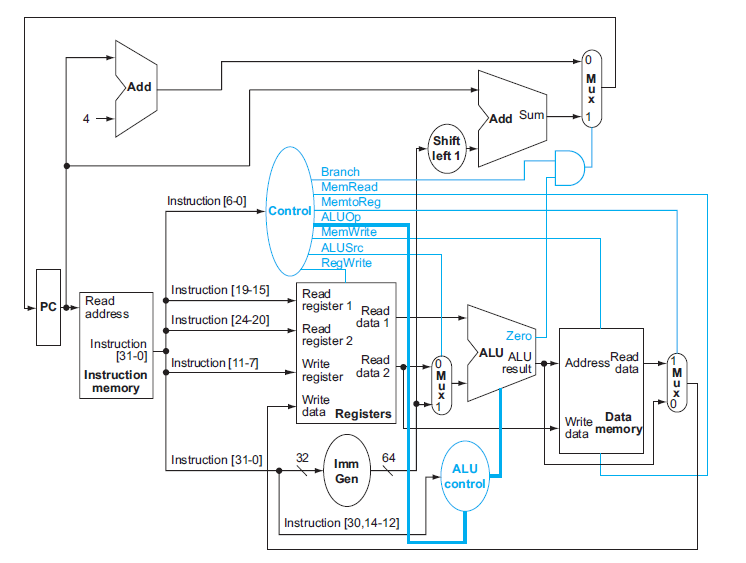 Add
4
Add Sum
0
M
u
x
1
Shift
left 1
Branch
MemRead
MemtoReg
ALUOp
MemWrite
ALUSrc
RegWrite
Control
Instruction [6-0]
PC
Read
address
Instruction
[31-0]
Instruction
memory
Instruction [19-15]
Instruction [24-20]
Instruction [11-7]
Read
register 1
Read
data 1
Read
register 2
Write
register
Read
data 2
Write
data
Registers
0
M
u
x
1
Zero
ALU
ALU
result
Address
Read
data
Write
data
Data
memory
1
M
u
x
0
Instruction [31-0]
32
Imm
Gen
64
ALU
control
Instruction [30,14-12]